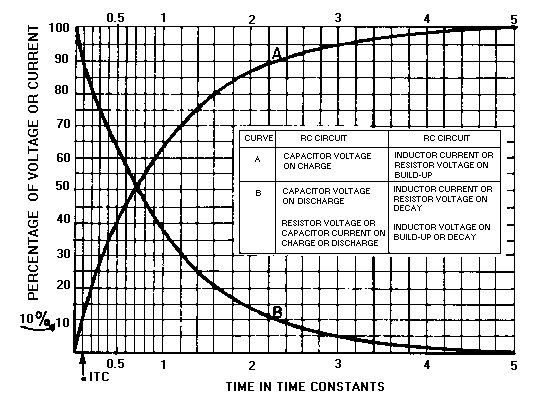 0.5 1 2 3 4 5
100
90
80
70
60
50
40
30
20
10
10%
PERCENTAGE OF VOLTAGE OR CURRENT
A
B
CURVE RC CIRCUIT RC CIRCUIT
A CAPACITOR VOLTAGE INDUCTOR CURRENT OR
ON CHARGE RESISTOR VOLTAGE ON
BUILD-UP
B CAPACITOR VOLTAGE INDUCTOR CURRENT OR
ON DISCHARGE RESISTOR VOLTAGE ON
DECAY
RESISTOR VOLTAGE OR INDUCTOR VOLTAGE ON
CAPACITOR CURRENT ON BUILD-UP OR DECAY
CHARGE OR DISCHARGE
0.5 1 2 3 4 5
.1TC
TIME IN TIME CONSTANTS